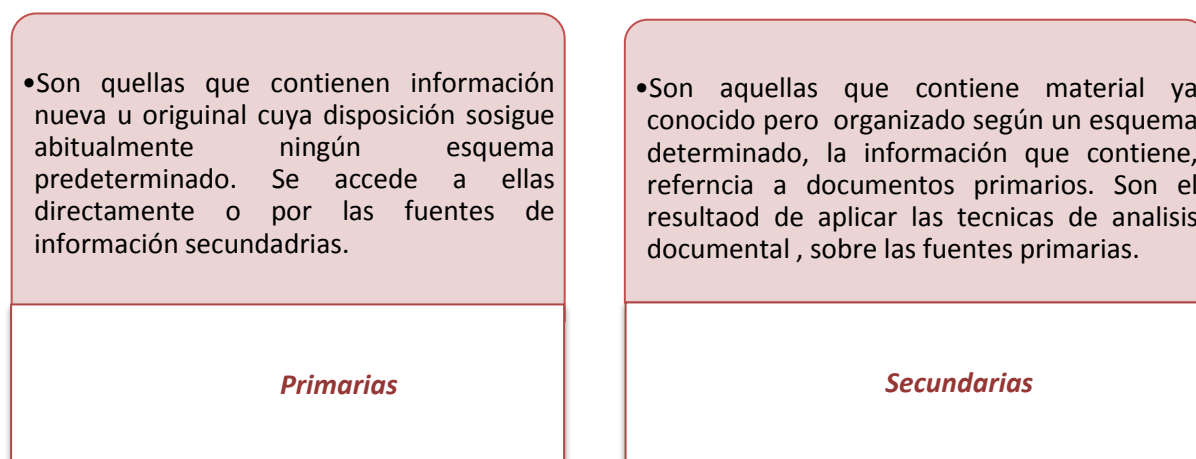 •Son quellas que contienen información
nueva u origuinal cuya disposición sosigue
abitualmente ningún esquema
predeterminado. Se accede a ellas
directamente o por las fuentes de
información secundadrias.
Primarias
•Son aquellas que contiene material ya
conocido pero organizado según un esquema
determinado, la información que contiene,
referncia a documentos primarios. Son el
resultaod de aplicar las tecnicas de analisis
documental , sobre las fuentes primarias.
Secundarias